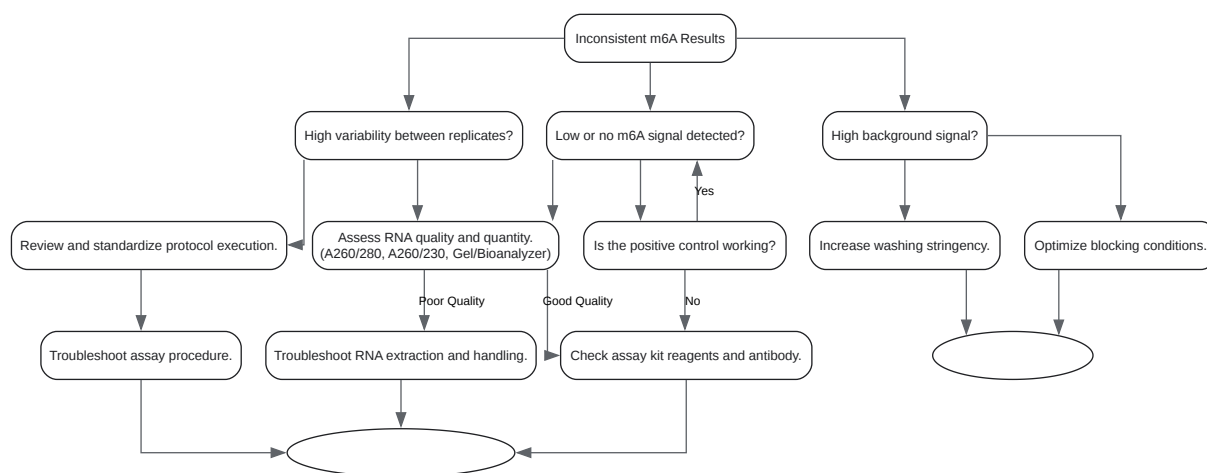 Inconsistent m6A Results
High variability between replicates?
Low or no m6A signal detected?
High background signal?
Yes
Review and standardize protocol execution.
Assess RNA quality and quantity.
(A260/280, A260/230, Gel/Bioanalyzer)
Is the positive control working?
Increase washing stringency.
Optimize blocking conditions.
Poor Quality
Good Quality
No
Troubleshoot assay procedure.
Troubleshoot RNA extraction and handling.
Check assay kit reagents and antibody.